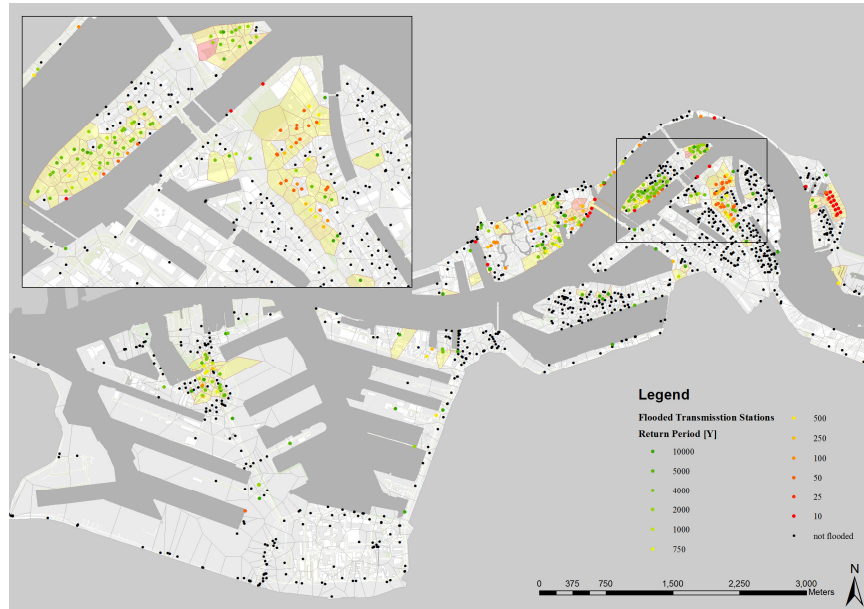 Legend
Flooded Transmisstion Stations
Return Period [Y]
10000
5000
4000
2000
1000
750
500
250
100
50
25
10
not flooded
N
0 375 750 1,500 2,250 3,000
Meters